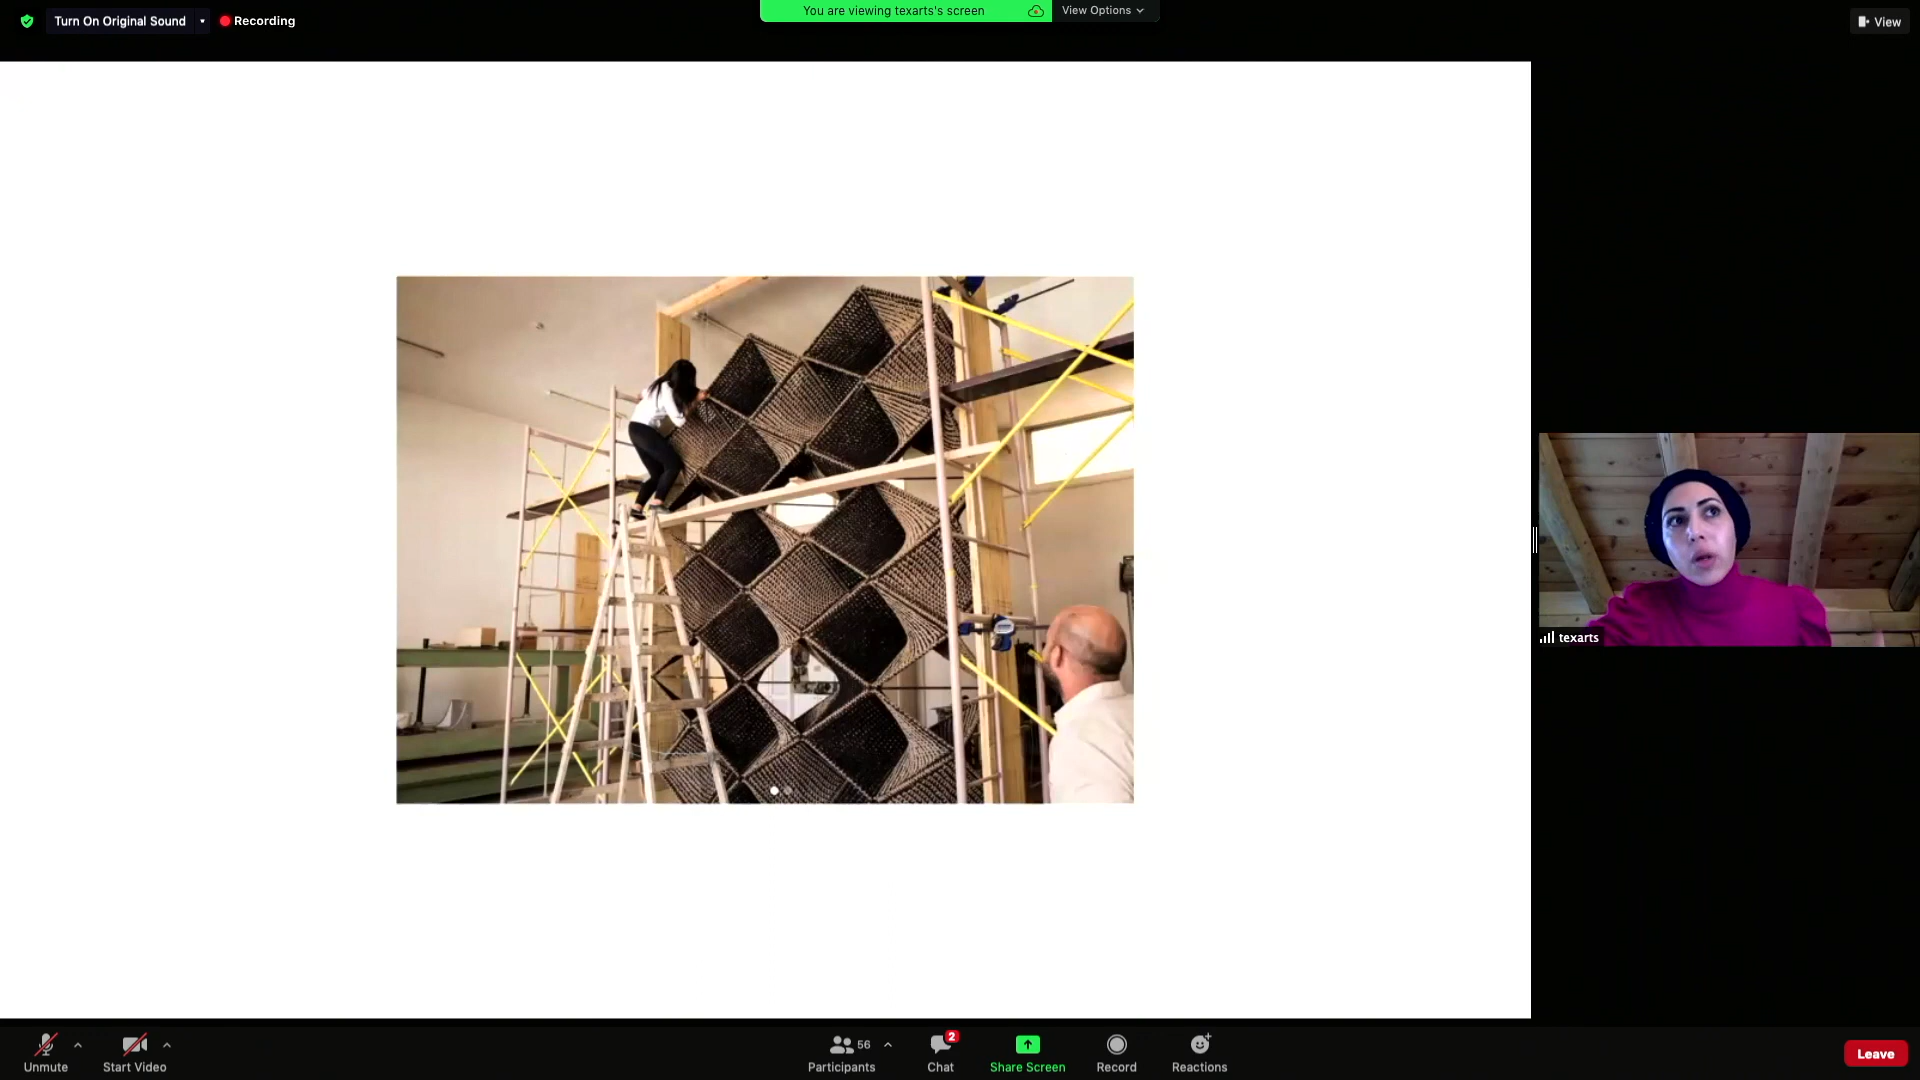 Turn On Original Sound
Recording
You are viewing texarts's screen
View Options
View
texarts
Unmute
Start Video
56
Participants
2
Chat
Share Screen
Record
Reactions
Leave